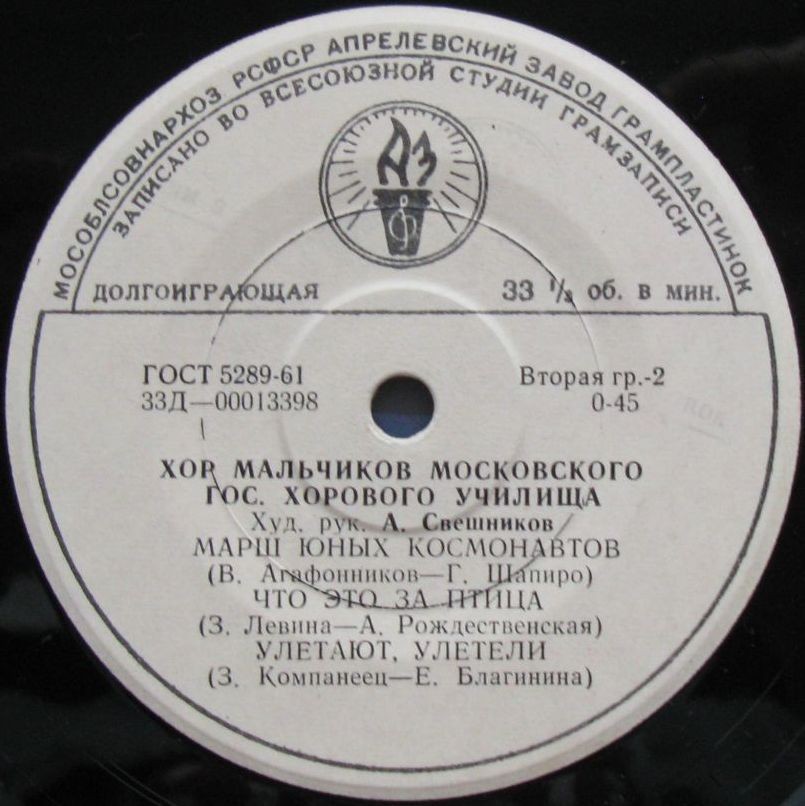 МОСОБЛСОВНАРХОЗ РСФСР АПРЕЛЕВСКИЙ ЗАВОД ГРАМПЛАСТИНОК
ЗАПИСАНО ВО ВСЕСОЮЗНОЙ СТУДИИ ГРАМЗАПИСИ
АЗ
Ф
ДОЛГОИГРАЮЩАЯ 33 1/3 об. в мин.
ГОСТ 5289-61 Вторая гр.-2
33Д—00013398 0-45
ХОР МАЛЬЧИКОВ МОСКОВСКОГО
ГОС. ХОРОВОГО УЧИЛИЩА
Худ. рук. А. Свешников
МАРШ ЮНЫХ КОСМОНАВТОВ
(В. Агафонников—Г. Шапиро)
ЧТО ЭТО ЗА ПТИЦА
(З. Левина—А. Рождественская)
УЛЕТАЮТ, УЛЕТЕЛИ
(З. Компанеец—Е. Благинина)